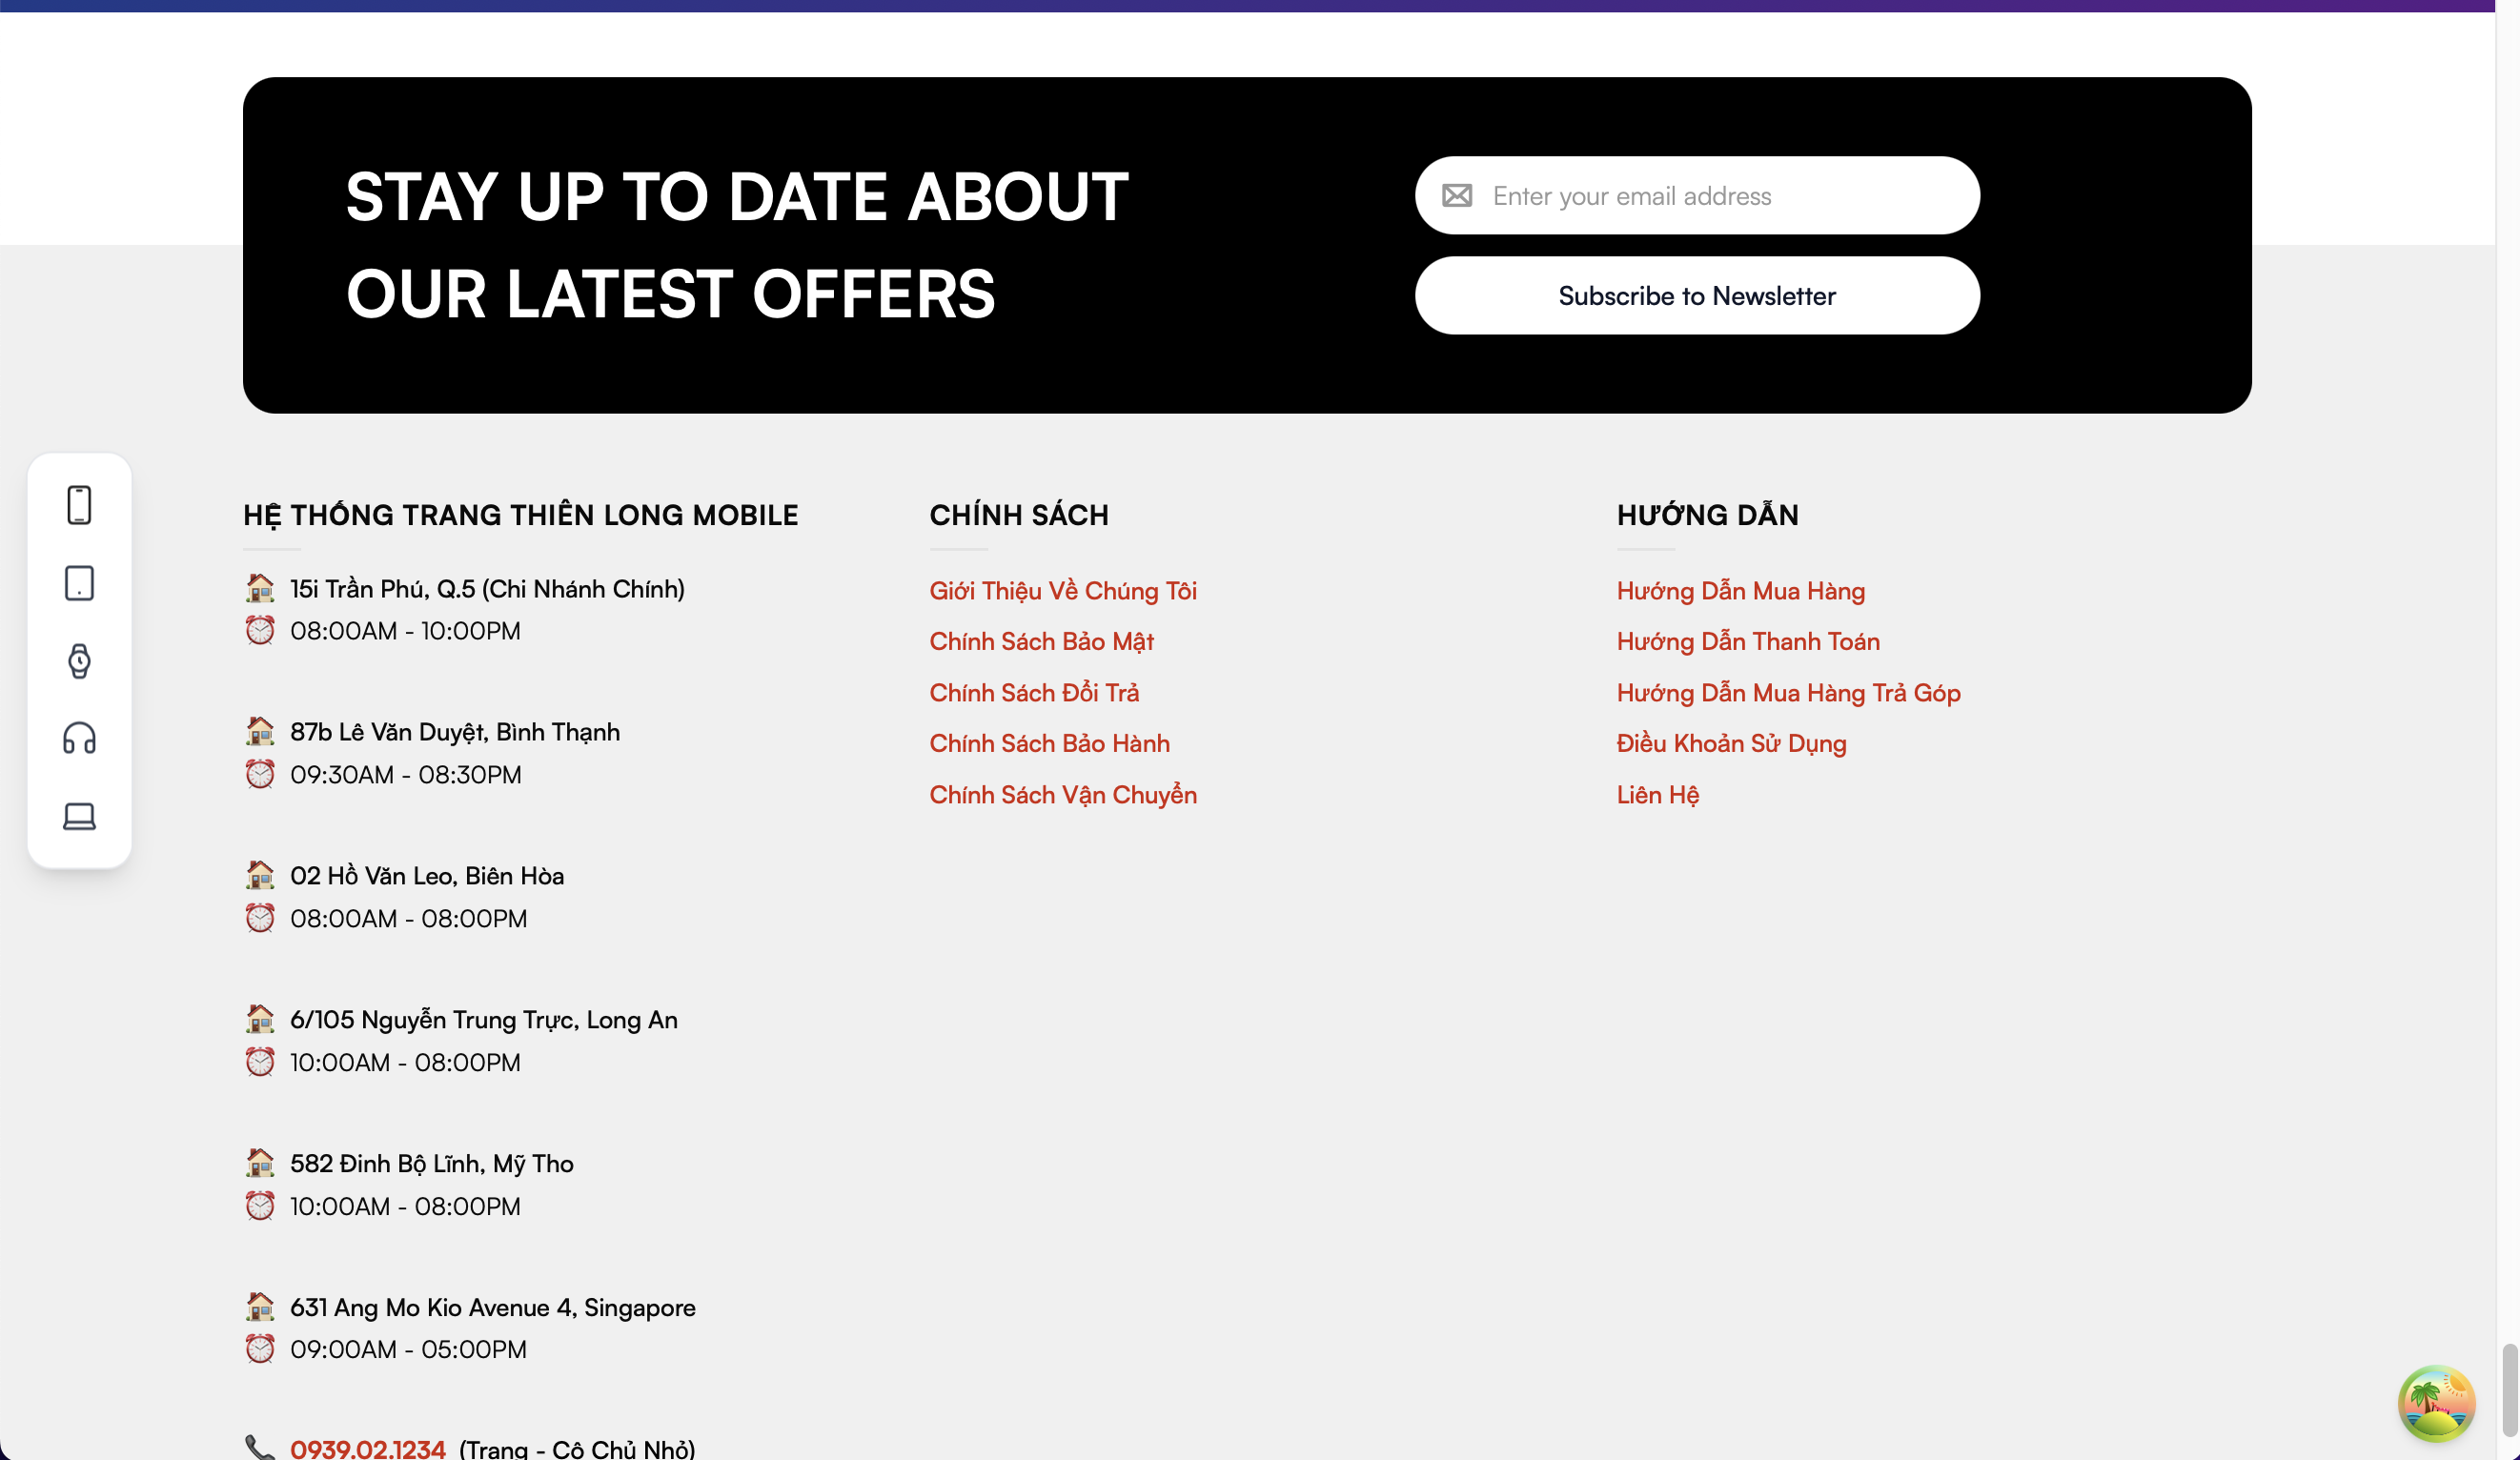 STAY UP TO DATE ABOUT
OUR LATEST OFFERS
Enter your email address
Subscribe to Newsletter
HỆ THỐNG TRANG THIÊN LONG MOBILE
15i Trần Phú, Q.5 (Chi Nhánh Chính)
08:00AM - 10:00PM
87b Lê Văn Duyệt, Bình Thạnh
09:30AM - 08:30PM
02 Hồ Văn Leo, Biên Hòa
08:00AM - 08:00PM
6/105 Nguyễn Trung Trực, Long An
10:00AM - 08:00PM
582 Đinh Bộ Lĩnh, Mỹ Tho
10:00AM - 08:00PM
631 Ang Mo Kio Avenue 4, Singapore
09:00AM - 05:00PM
0939.02.1234 (Trang - Cô Chủ Nhỏ)
CHÍNH SÁCH
Giới Thiệu Về Chúng Tôi
Chính Sách Bảo Mật
Chính Sách Đổi Trả
Chính Sách Bảo Hành
Chính Sách Vận Chuyển
HƯỚNG DẪN
Hướng Dẫn Mua Hàng
Hướng Dẫn Thanh Toán
Hướng Dẫn Mua Hàng Trả Góp
Điều Khoản Sử Dụng
Liên Hệ